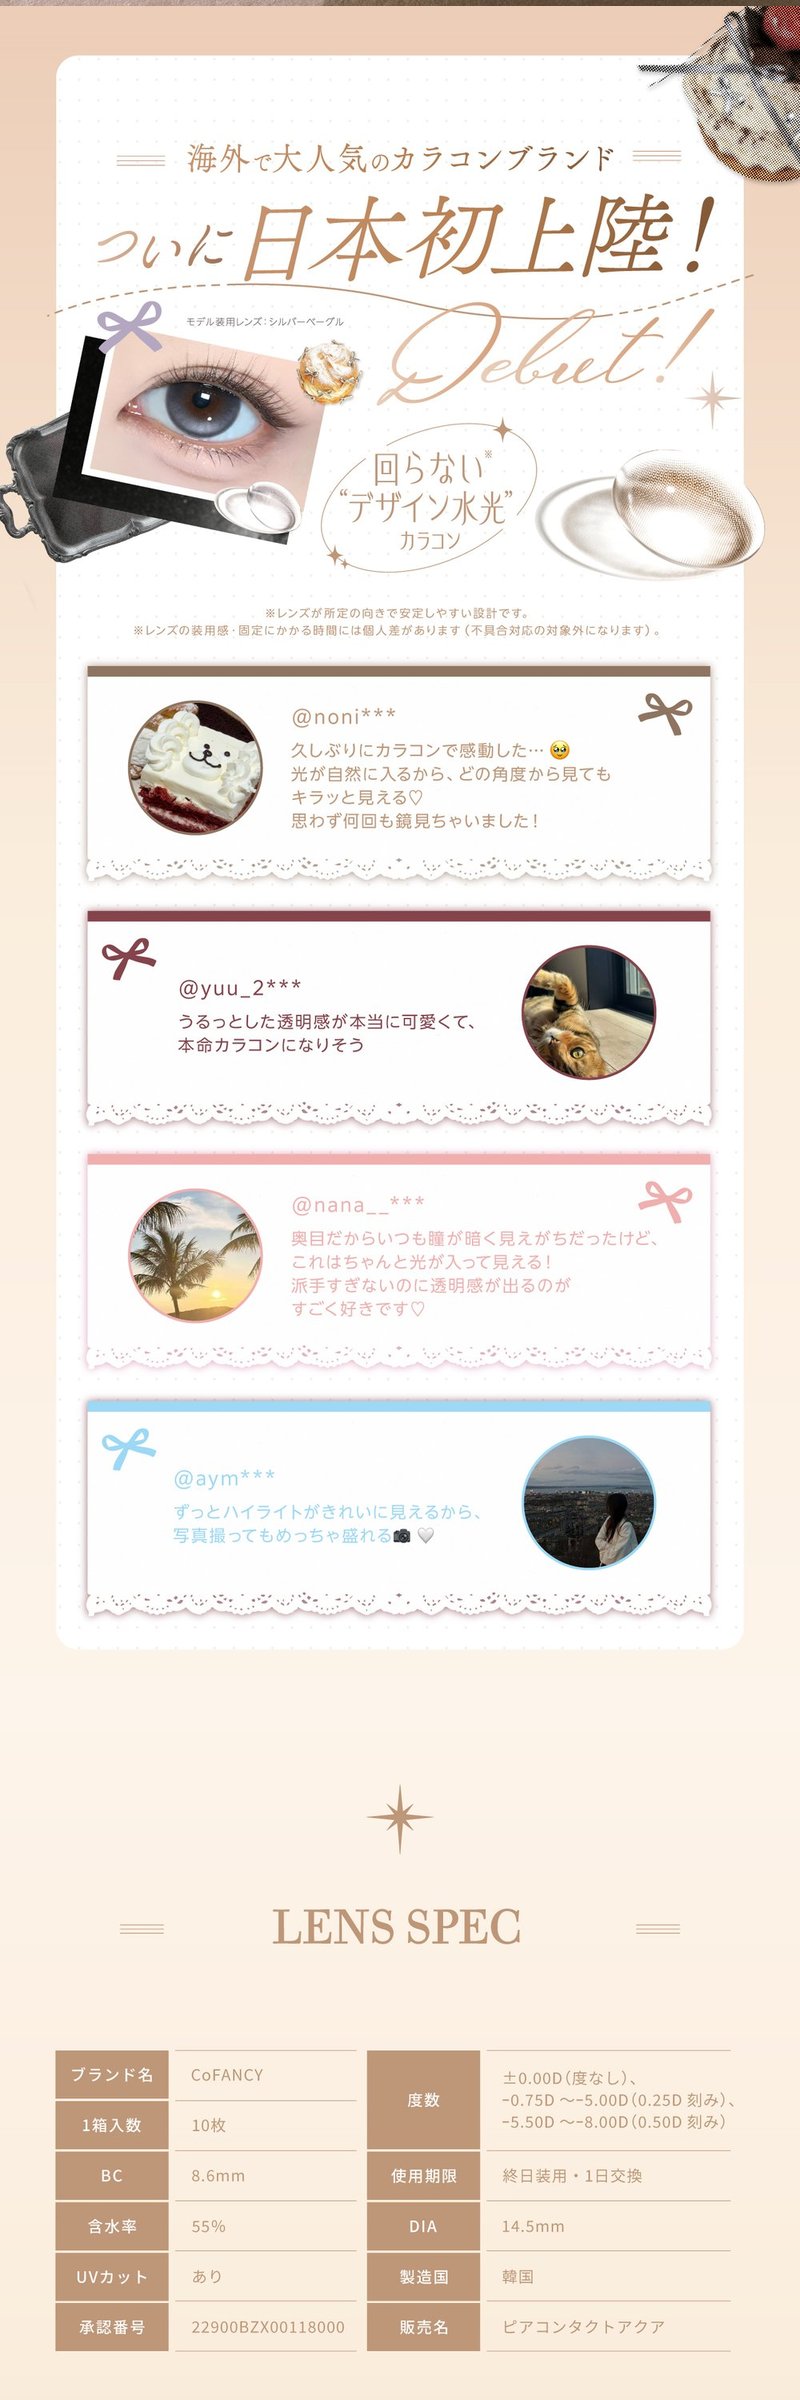 海外で大人気のカラコンブランド
ついに日本初上陸！
Debut!
モデル装用レンズ：シルバーベーグル
回らない※
“デザイン水光”
カラコン
※レンズが所定の向きで安定しやすい設計です。
※レンズの装用感・固定にかかる時間には個人差があります（不具合対応の対象外になります）。
@noni***
久しぶりにカラコンで感動した…🥹
光が自然に入るから、どの角度から見ても
キラッと見える♡
思わず何回も鏡見ちゃいました！
@yuu_2***
うるっとした透明感が本当に可愛くて、
本命カラコンになりそう
@nana__***
奥目だからいつも瞳が暗く見えがちだったけど、
これはちゃんと光が入って見える！
派手すぎないのに透明感が出るのが
すごく好きです♡
@aym***
ずっとハイライトがきれいに見えるから、
写真撮ってもめっちゃ盛れる📷🤍
LENS SPEC
ブランド名 CoFANCY
1箱入数 10枚
度数 ±0.00D（度なし）、
-0.75D ～-5.00D（0.25D 刻み）、
-5.50D ～-8.00D（0.50D 刻み）
BC 8.6mm
使用期限 終日装用・1日交換
含水率 55%
DIA 14.5mm
UVカット あり
製造国 韓国
承認番号 22900BZX00118000
販売名 ピアコンタクトアクア